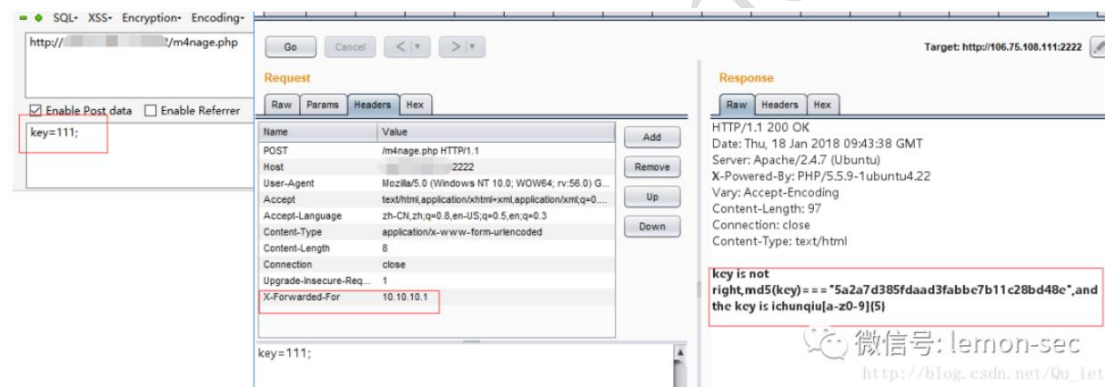 SQL- XSS- Encryption- Encoding-
http:// /m4nage.php
Enable Post data Enable Referrer
key=111;
Go Cancel < >
Target: http://106.75.108.111:2222
Request
Raw Params Headers Hex
Name Value
POST /m4nage.php HTTP/1.1
Host 2222
User-Agent Mozilla/5.0 (Windows NT 10.0; WOW64; rv:56.0) G...
Accept text/html,application/xhtml+xml,application/xml;q=0....
Accept-Language zh-CN,zh;q=0.8,en-US;q=0.5,en;q=0.3
Content-Type application/x-www-form-urlencoded
Content-Length 8
Connection close
Upgrade-Insecure-Req... 1
X-Forwarded-For 10.10.10.1
Add
Remove
Up
Down
key=111;
Response
Raw Headers Hex
HTTP/1.1 200 OK
Date: Thu, 18 Jan 2018 09:43:38 GMT
Server: Apache/2.4.7 (Ubuntu)
X-Powered-By: PHP/5.5.9-1ubuntu4.22
Vary: Accept-Encoding
Content-Length: 97
Connection: close
Content-Type: text/html
key is not
right,md5(key)==="5a2a7d385fdaad3fabbe7b11c28bd48e",and
the key is ichunqiu[a-z0-9]{5}
微信号: lemon-sec
http://blog.csdn.net/Qu_iet